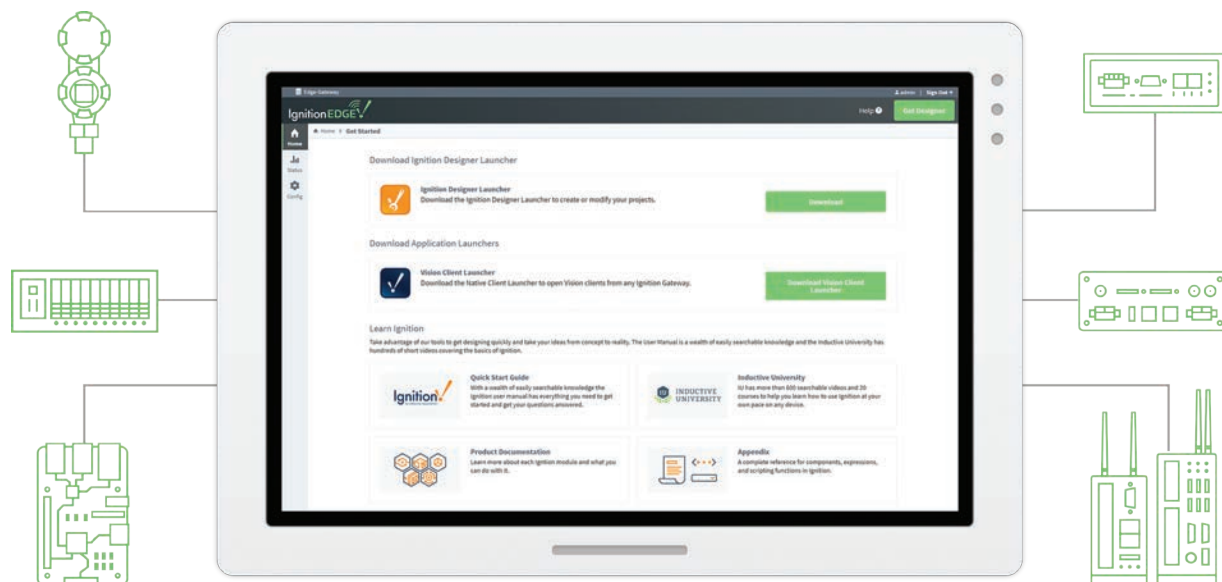 Edge Gateway
admin | Sign Out
IgnitionEDGE
Help
Get Designer
Home
Home > Get Started
Status
Config
Download Ignition Designer Launcher
Ignition Designer Launcher
Download the Ignition Designer Launcher to create or modify your projects.
Download
Download Application Launchers
Vision Client Launcher
Download the Native Client Launcher to open Vision clients from any Ignition Gateway.
Download Vision Client
Launcher
Learn Ignition
Take advantage of our tools to get designing quickly and take your ideas from concept to reality. The User Manual is a wealth of easily searchable knowledge and the Inductive University has
hundreds of short videos covering the basics of Ignition.
Ignition
Quick Start Guide
With a wealth of easily searchable knowledge the
Ignition user manual has everything you need to get
started and get your questions answered.
IU
INDUCTIVE
UNIVERSITY
Inductive University
IU has more than 600 searchable videos and 20
courses to help you learn how to use Ignition at your
own pace on any device.
Product Documentation
Learn more about each Ignition module and what you
can do with it.
Appendix
A complete reference for components, expressions,
and scripting functions in Ignition.